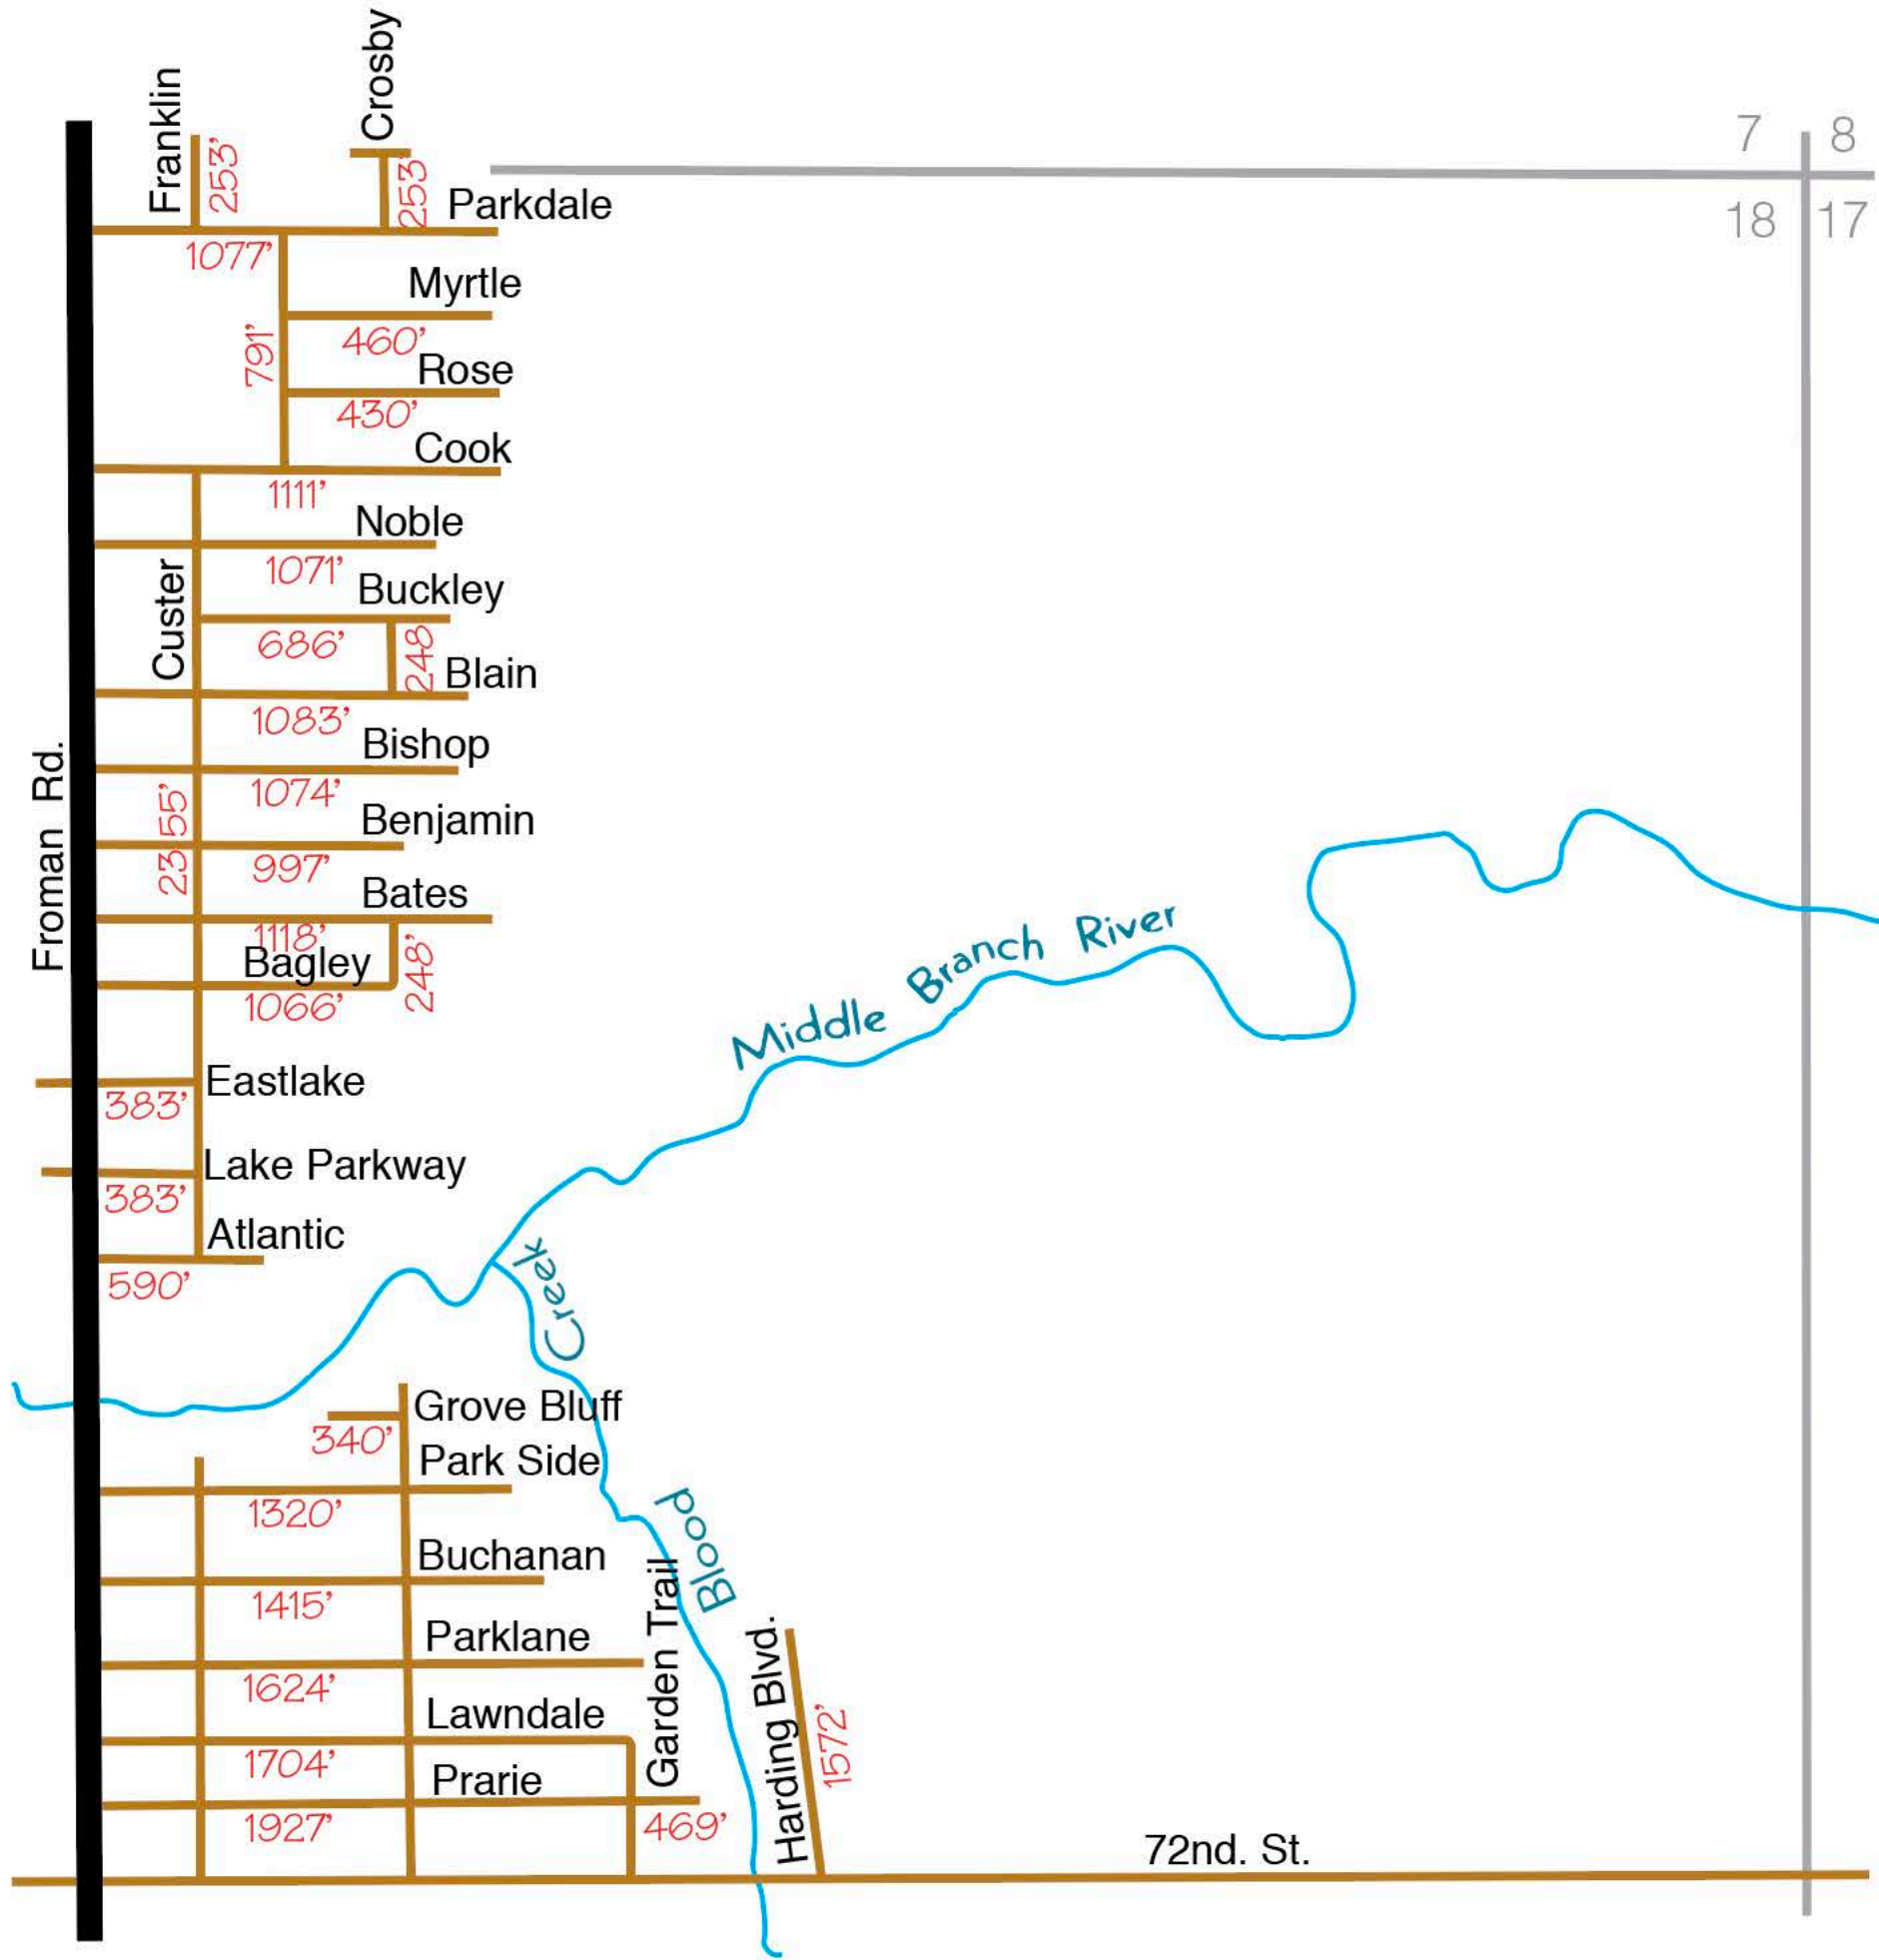 Franklin
253'
Crosby
253'
Parkdale
1077'
7
8
18
17
Myrtle
460'
791'
Rose
430'
Cook
1111'
Noble
1071'
Custer
Buckley
686'
248
Blain
1083'
Bishop
1074'
2355'
Benjamin
997'
Froman Rd.
Bates
1118'
Bagley
248'
1066'
Middle Branch River
Eastlake
383'
Lake Parkway
383'
Atlantic
590'
Creek
Grove Bluff
340'
Park Side
1320'
Blood
Buchanan
1415'
Parklane
1624'
Garden Trail
Harding Blvd.
1572'
Lawndale
1704'
Prarie
1927'
469'
72nd. St.